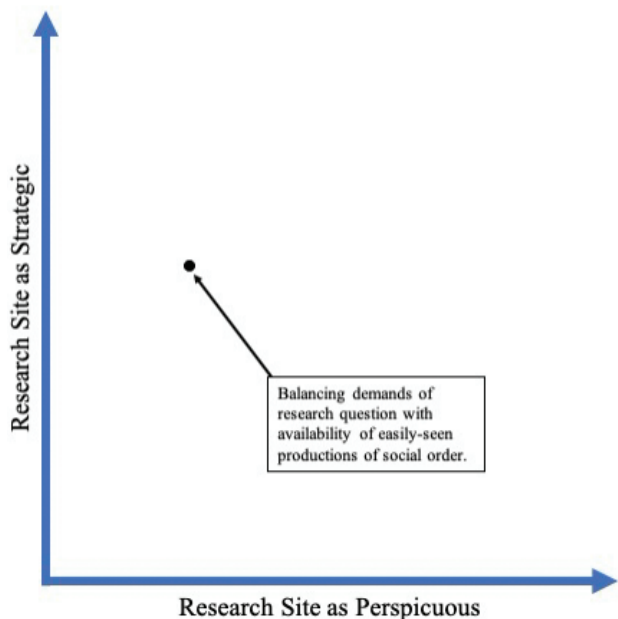 Research Site as Strategic
Balancing demands of
research question with
availability of easily-seen
productions of social order.
Research Site as Perspicuous